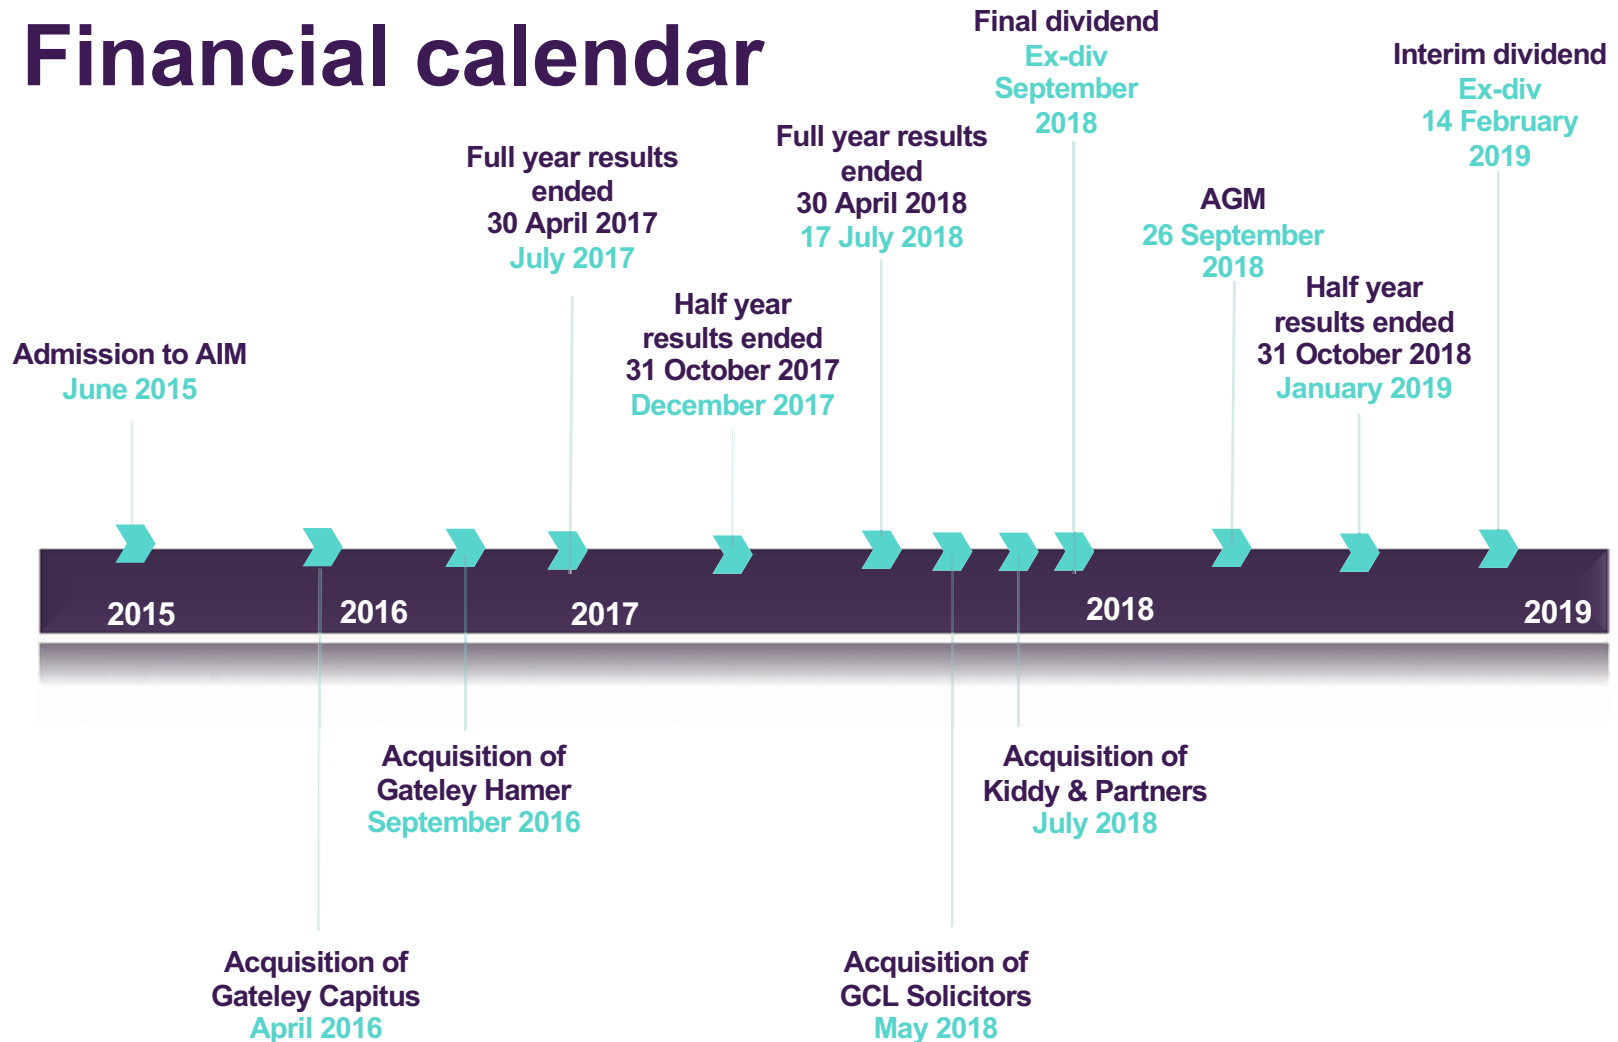 Financial calendar
Final dividend
Ex-div
September
2018
Interim dividend
Ex-div
14 February
2019
Full year results
ended
30 April 2017
July 2017
Full year results
ended
30 April 2018
17 July 2018
AGM
26 September
2018
Half year
results ended
31 October 2017
December 2017
Half year
results ended
31 October 2018
January 2019
Admission to AIM
June 2015
2015
2016
2017
2018
2019
Acquisition of
Gateley Hamer
September 2016
Acquisition of
Kiddy & Partners
July 2018
Acquisition of
Gateley Capitus
April 2016
Acquisition of
GCL Solicitors
May 2018